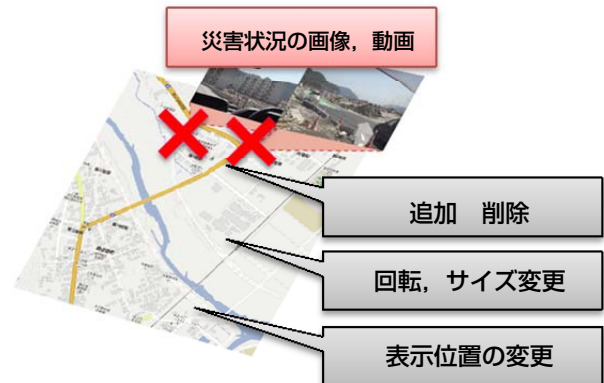 災害状況の画像，動画
追加　削除
回転，サイズ変更
表示位置の変更